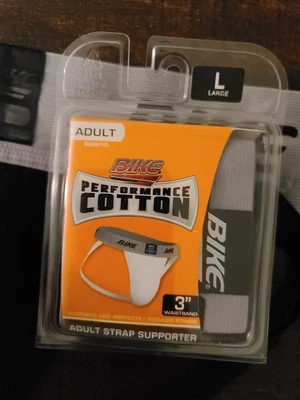 L
LARGE
ADULT
BIKE
PERFORMANCE
COTTON
BIKE
BIKE
3"
WAISTBAND
ADULT STRAP SUPPORTER